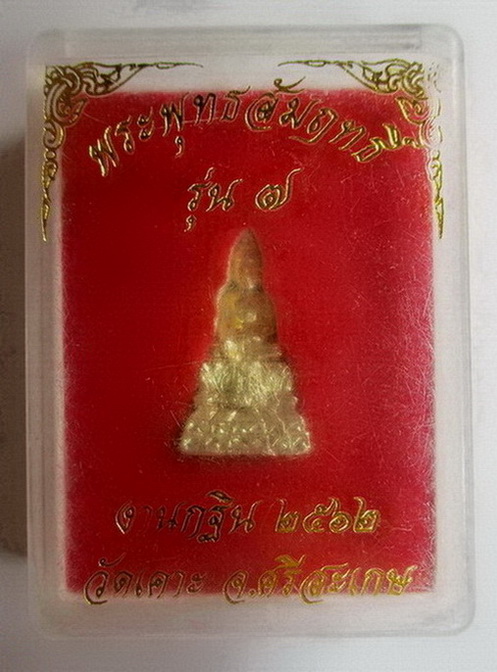 พระพุทธสัมฤทธิ์
รุ่น ๗
งานกฐิน ๒๕๖๒
วัดเคาะ จ.ศรีสะเกษ